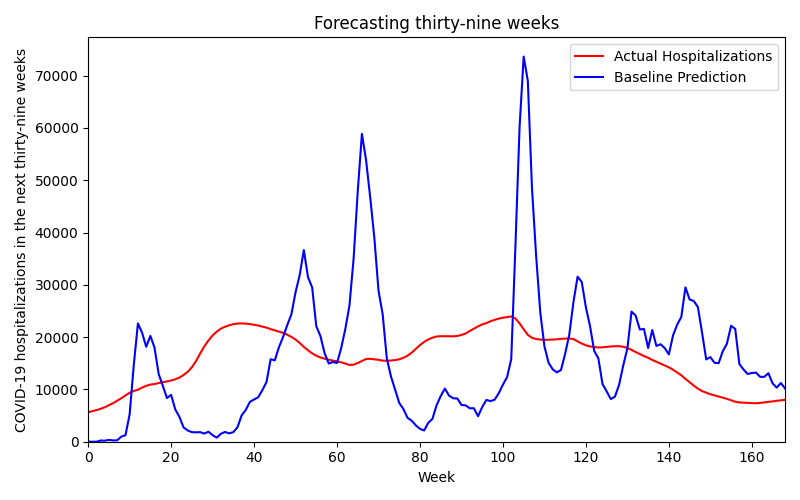 Forecasting thirty-nine weeks
COVID-19 hospitalizations in the next thirty-nine weeks
70000
60000
50000
40000
30000
20000
10000
0
Actual Hospitalizations
Baseline Prediction
0 20 40 60 80 100 120 140 160
Week